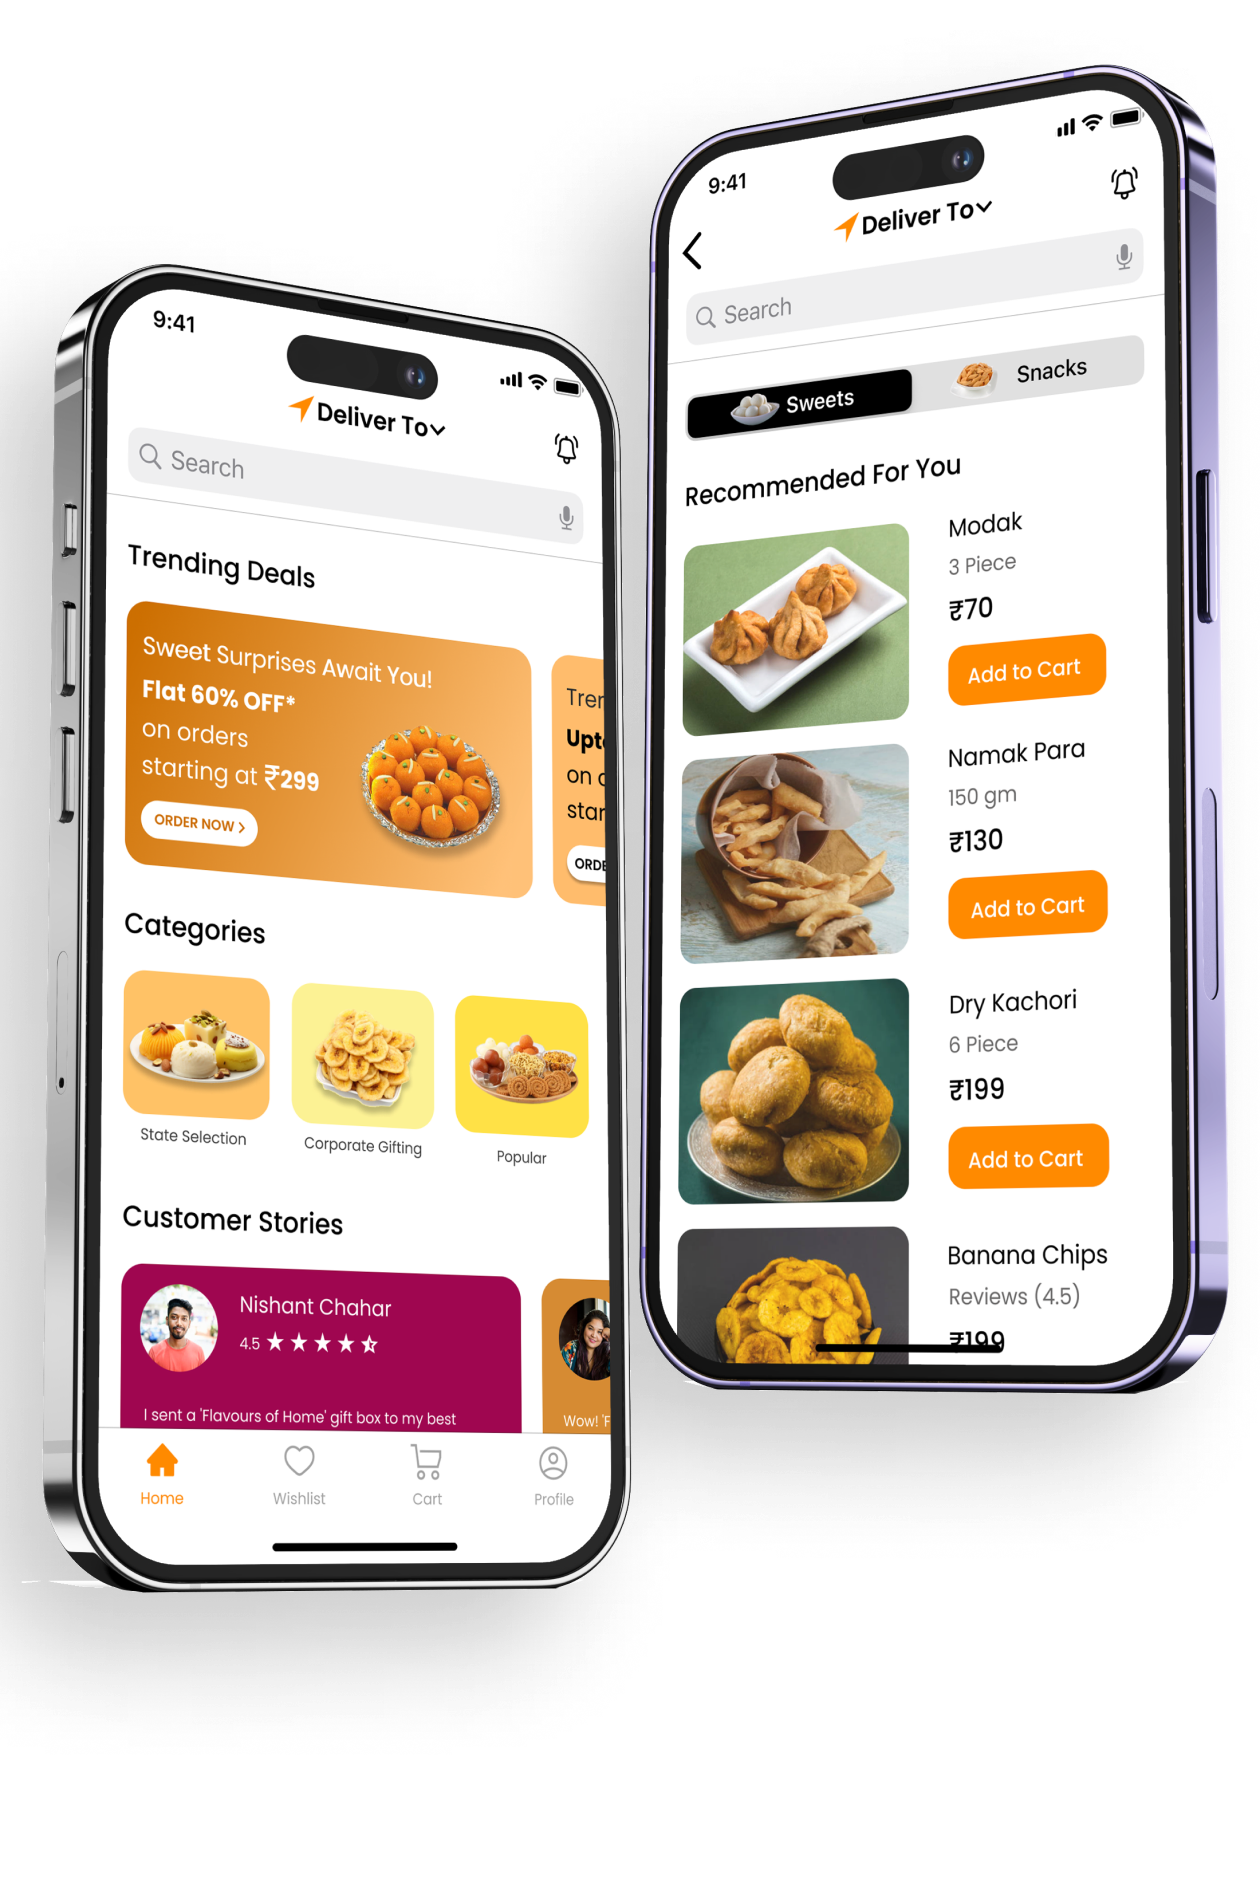 9:41
Deliver To
Search
Trending Deals
Sweet Surprises Await You!
Flat 60% OFF*
on orders
starting at ₹299
ORDER NOW >
on
Categories
State Selection
Corporate Gifting
Popular
Customer Stories
Nishant Chahar
4.5
I sent a 'Flavours of Home' gift box to my best
Wow!
Home
Wishlist
Cart
Profile
9:41
Deliver To
Search
Sweets
Snacks
Recommended For You
Modak
3 Piece
₹70
Add to Cart
Namak Para
150 gm
₹130
Add to Cart
Dry Kachori
6 Piece
₹199
Add to Cart
Banana Chips
Reviews (4.5)
₹199